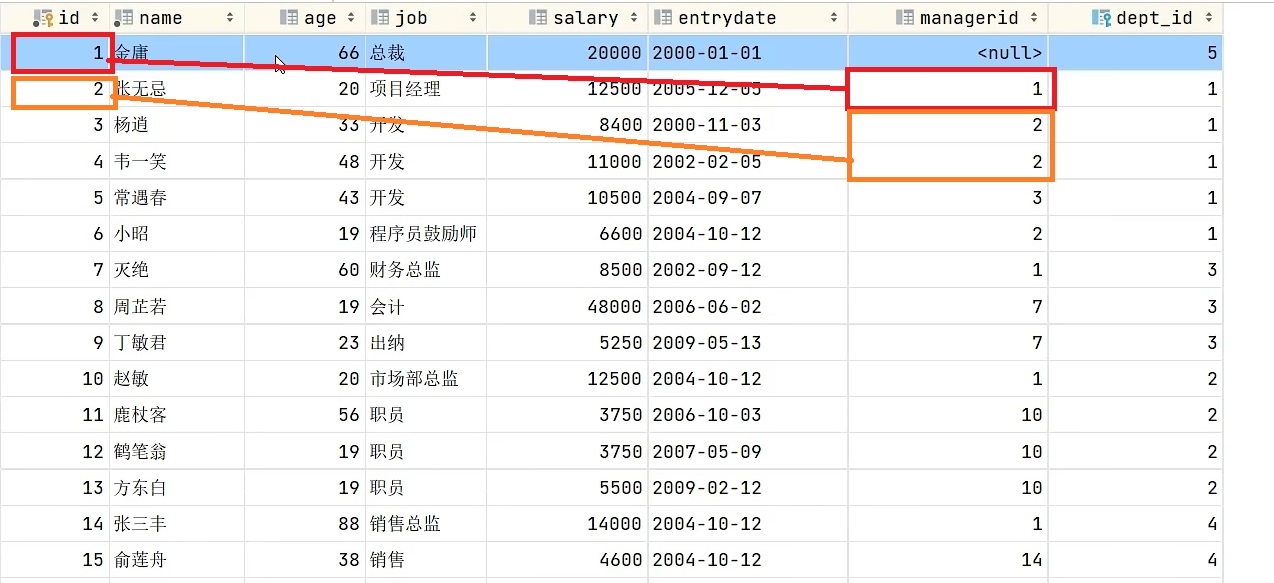 id name age job salary entrydate managerid dept_id
1 金庸 66 总裁 20000 2000-01-01 <null> 5
2 张无忌 20 项目经理 12500 2005-12-05 1 1
3 杨逍 33 开发 8400 2000-11-03 2 1
4 韦一笑 48 开发 11000 2002-02-05 2 1
5 常遇春 43 开发 10500 2004-09-07 3 1
6 小昭 19 程序员鼓励师 6600 2004-10-12 2 1
7 灭绝 60 财务总监 8500 2002-09-12 1 3
8 周芷若 19 会计 48000 2006-06-02 7 3
9 丁敏君 23 出纳 5250 2009-05-13 7 3
10 赵敏 20 市场部总监 12500 2004-10-12 1 2
11 鹿杖客 56 职员 3750 2006-10-03 10 2
12 鹤笔翁 19 职员 3750 2007-05-09 10 2
13 方东白 19 职员 5500 2009-02-12 10 2
14 张三丰 88 销售总监 14000 2004-10-12 1 4
15 俞莲舟 38 销售 4600 2004-10-12 14 4